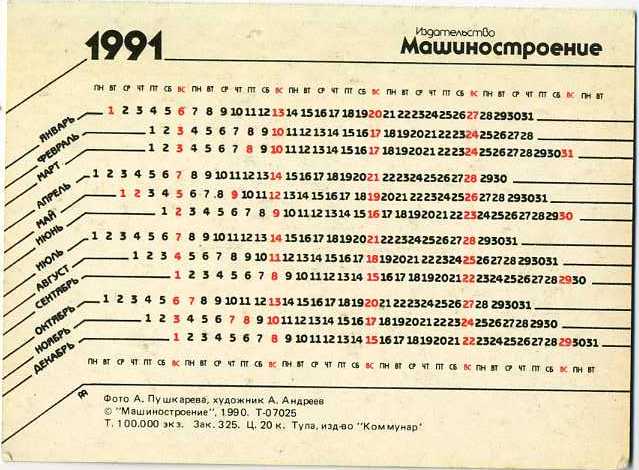 1991
Издательство
Машиностроение
ПН ВТ СР ЧТ ПТ СБ ВС ПН ВТ СР ЧТ ПТ СБ ВС ПН ВТ СР ЧТ ПТ СБ ВС ПН ВТ СР ЧТ ПТ СБ ВС ПН ВТ СР ЧТ ПТ СБ ВС ПН ВТ
ЯНВАРЬ 1 2 3 4 5 6 7 8 9 10 11 12 13 14 15 16 17 18 19 20 21 22 23 24 25 26 27 28 29 30 31
ФЕВРАЛЬ 1 2 3 4 5 6 7 8 9 10 11 12 13 14 15 16 17 18 19 20 21 22 23 24 25 26 27 28
МАРТ 1 2 3 4 5 6 7 8 9 10 11 12 13 14 15 16 17 18 19 20 21 22 23 24 25 26 27 28 29 30 31
АПРЕЛЬ 1 2 3 4 5 6 7 8 9 10 11 12 13 14 15 16 17 18 19 20 21 22 23 24 25 26 27 28 29 30
МАЙ 1 2 3 4 5 6 7 8 9 10 11 12 13 14 15 16 17 18 19 20 21 22 23 24 25 26 27 28 29 30 31
ИЮНЬ 1 2 3 4 5 6 7 8 9 10 11 12 13 14 15 16 17 18 19 20 21 22 23 24 25 26 27 28 29 30
ИЮЛЬ 1 2 3 4 5 6 7 8 9 10 11 12 13 14 15 16 17 18 19 20 21 22 23 24 25 26 27 28 29 30 31
АВГУСТ 1 2 3 4 5 6 7 8 9 10 11 12 13 14 15 16 17 18 19 20 21 22 23 24 25 26 27 28 29 30 31
СЕНТЯБРЬ 1 2 3 4 5 6 7 8 9 10 11 12 13 14 15 16 17 18 19 20 21 22 23 24 25 26 27 28 29 30
ОКТЯБРЬ 1 2 3 4 5 6 7 8 9 10 11 12 13 14 15 16 17 18 19 20 21 22 23 24 25 26 27 28 29 30 31
НОЯБРЬ 1 2 3 4 5 6 7 8 9 10 11 12 13 14 15 16 17 18 19 20 21 22 23 24 25 26 27 28 29 30
ДЕКАБРЬ 1 2 3 4 5 6 7 8 9 10 11 12 13 14 15 16 17 18 19 20 21 22 23 24 25 26 27 28 29 30 31
ПН ВТ СР ЧТ ПТ СБ ВС ПН ВТ СР ЧТ ПТ СБ ВС ПН ВТ СР ЧТ ПТ СБ ВС ПН ВТ СР ЧТ ПТ СБ ВС ПН ВТ СР ЧТ ПТ СБ ВС ПН ВТ
Фото А. Пушкарева, художник А. Андреев
© "Машиностроение", 1990. Т-07025
Т. 100.000 экз. Зак. 325. Ц. 20 к. Тула, изд-во "Коммунар"